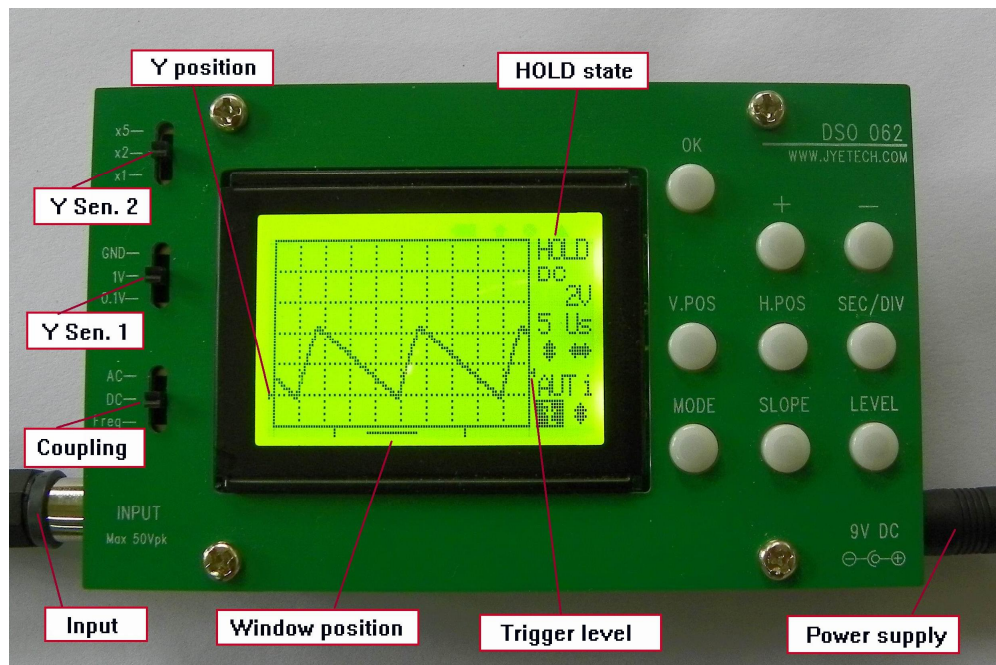 Y position
HOLD state
DSO 062
WWW.JYETECH.COM
x5
x2
x1
OK
Y Sen. 2
+
−
HOLD
DC
2V
GND
1V
0.1V
V.POS
H.POS
SEC/DIV
5 Us
Y Sen. 1
AC
DC
Freq
AUTi
MODE
SLOPE
LEVEL
Coupling
INPUT
Max 50Vpk
9V DC
Input
Window position
Trigger level
Power supply